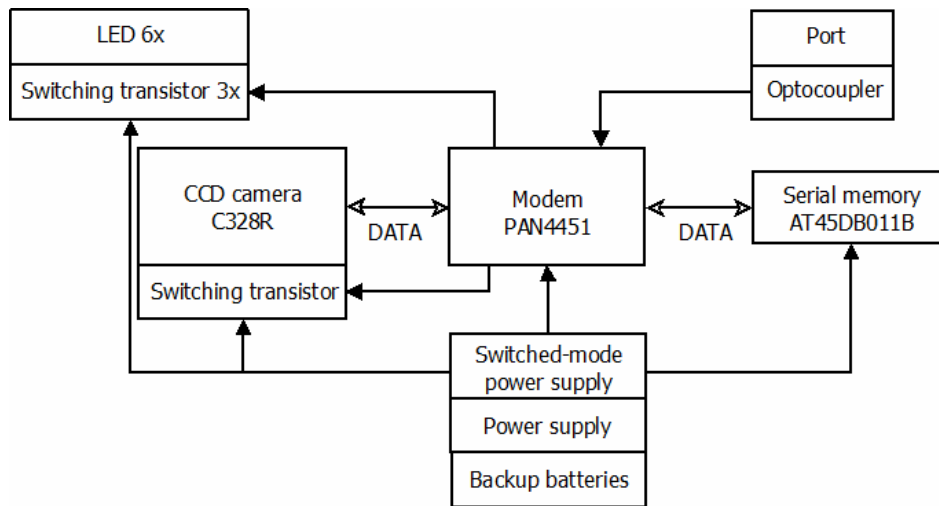 LED 6x
Switching transistor 3x
Port
Optocoupler
CCD camera
C328R
Switching transistor
DATA
Modem
PAN4451
DATA
Serial memory
AT45DB011B
Switched-mode
power supply
Power supply
Backup batteries